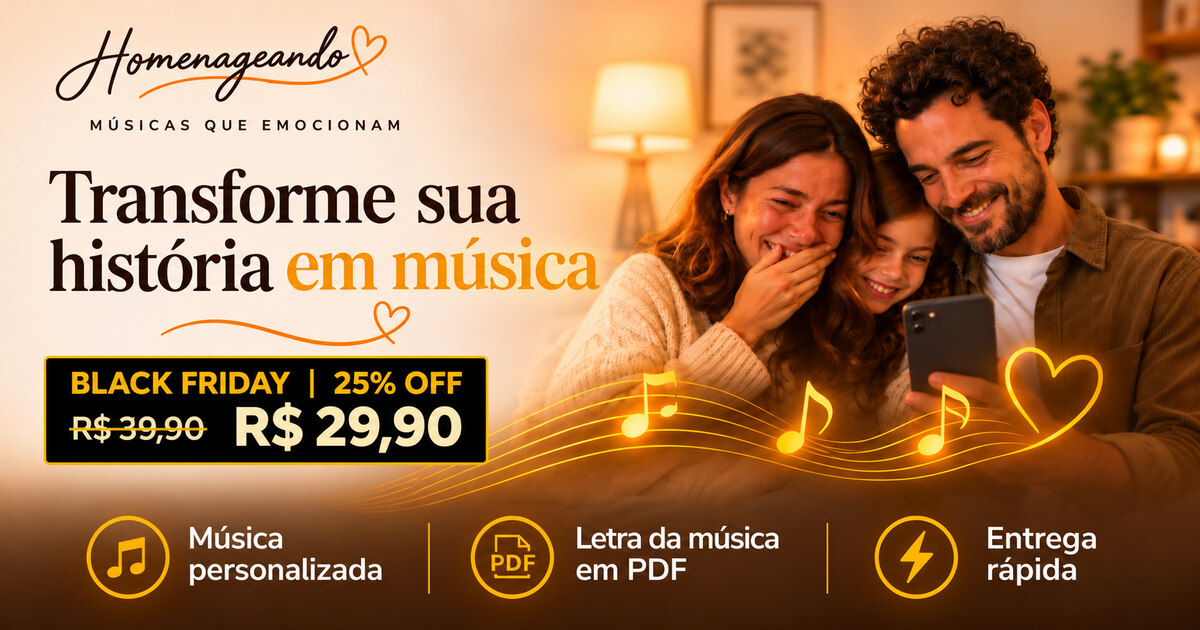 Homenageando
MÚSICAS QUE EMOCIONAM
Transforme sua
história em música
BLACK FRIDAY | 25% OFF
R$ 39,90 R$ 29,90
Música
personalizada
PDF
Letra da música
em PDF
Entrega
rápida